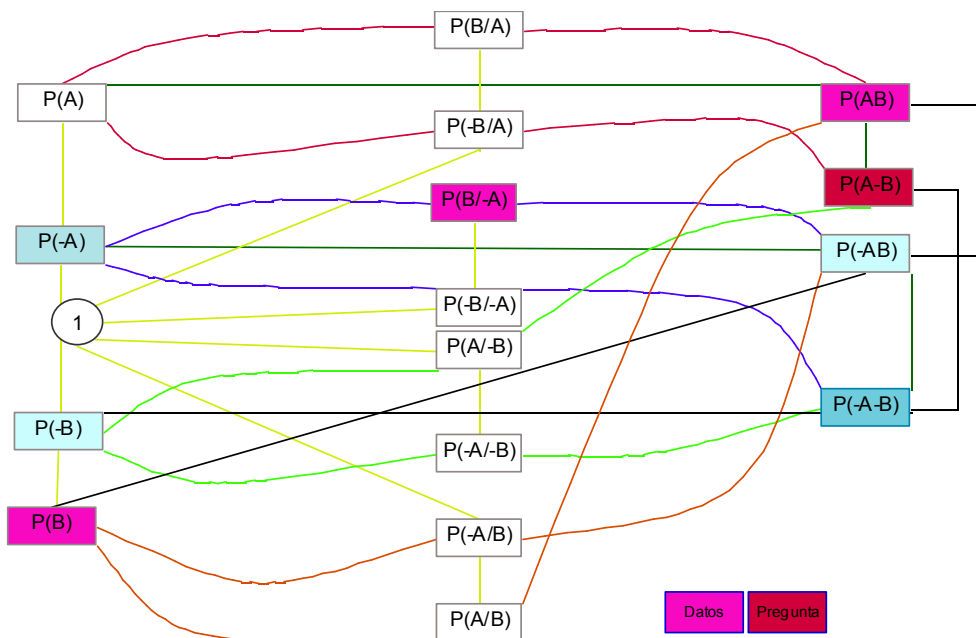 P(B/A)
P(A)
P(AB)
P(-B/A)
P(A-B)
P(B/-A)
P(-A)
P(-AB)
P(-B/-A)
1
P(A/-B)
P(-A-B)
P(-B)
P(-A/-B)
P(B)
P(-A/B)
P(A/B)
Datos
Pregunta